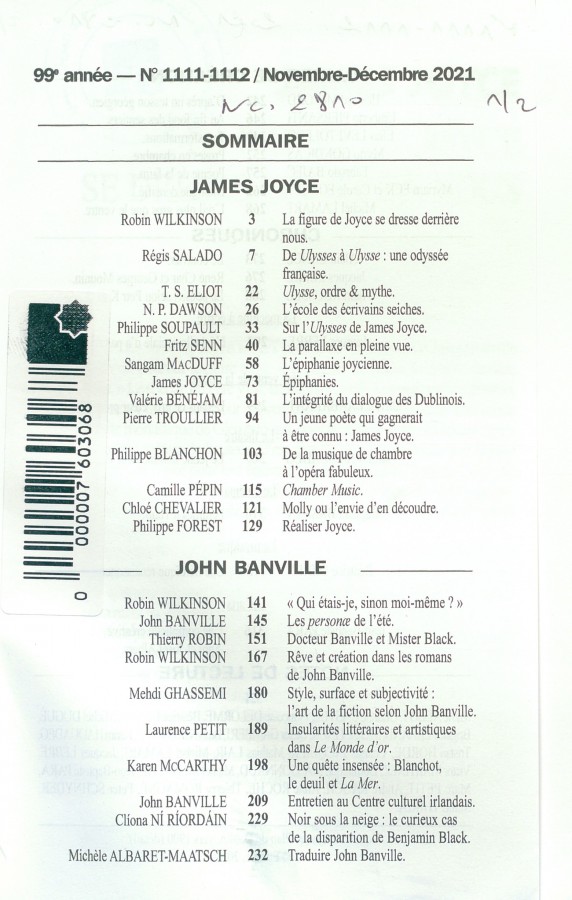 99e année — N° 1111-1112 / Novembre-Décembre 2021
Nc. 2810 1/2
SOMMAIRE
JAMES JOYCE
Robin WILKINSON 3 La figure de Joyce se dresse derrière
nous.
Régis SALADO 7 De Ulysses à Ulysse : une odyssée
française.
T. S. ELIOT 22 Ulysse, ordre & mythe.
N. P. DAWSON 26 L'école des écrivains seiches.
Philippe SOUPAULT 33 Sur l'Ulysses de James Joyce.
Fritz SENN 40 La parallaxe en pleine vue.
Sangam MACDUFF 58 L'épiphanie joycienne.
James JOYCE 73 Épiphanies.
Valérie BÉNÉJAM 81 L'intégrité du dialogue des Dublinois.
Pierre TROULLIER 94 Un jeune poète qui gagnerait
à être connu : James Joyce.
Philippe BLANCHON 103 De la musique de chambre
à l'opéra fabuleux.
Camille PÉPIN 115 Chamber Music.
Chloé CHEVALIER 121 Molly ou l'envie d'en découdre.
Philippe FOREST 129 Réaliser Joyce.
0 000007 603068
JOHN BANVILLE
Robin WILKINSON 141 « Qui étais-je, sinon moi-même ? »
John BANVILLE 145 Les personæ de l'été.
Thierry ROBIN 151 Docteur Banville et Mister Black.
Robin WILKINSON 167 Rêve et création dans les romans
de John Banville.
Mehdi GHASSEMI 180 Style, surface et subjectivité :
l'art de la fiction selon John Banville.
Laurence PETIT 189 Insularités littéraires et artistiques
dans Le Monde d'or.
Karen MCCARTHY 198 Une quête insensée : Blanchot,
le deuil et La Mer.
John BANVILLE 209 Entretien au Centre culturel irlandais.
Clíona NÍ RÍORDÁIN 229 Noir sous la neige : le curieux cas
de la disparition de Benjamin Black.
Michèle ALBARET-MAATSCH 232 Traduire John Banville.